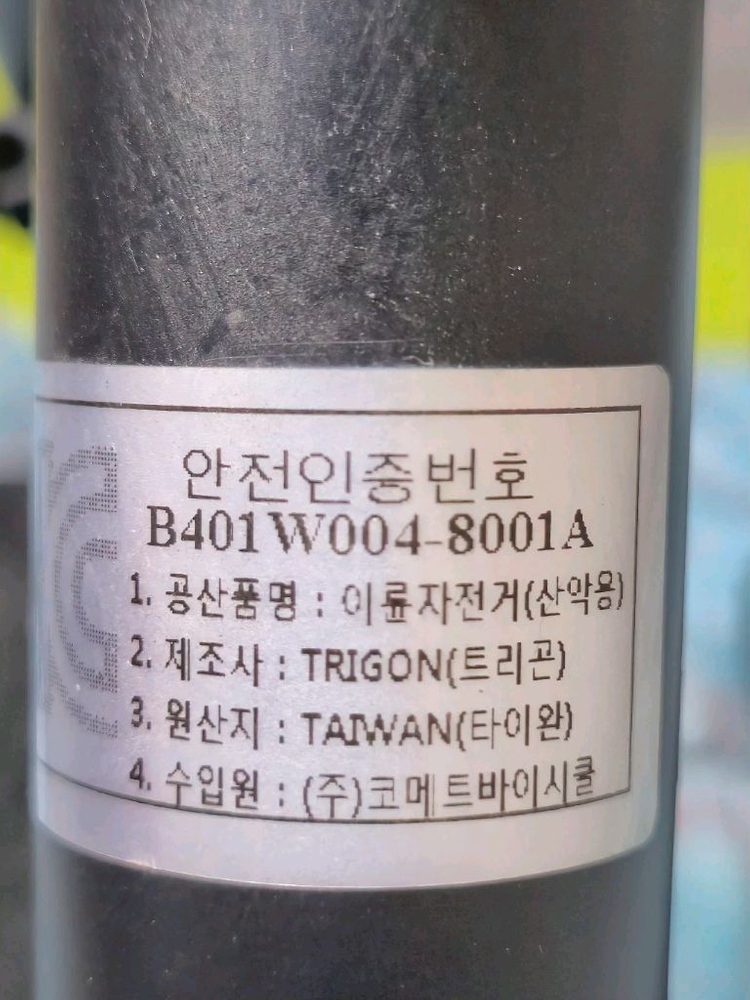 안전인증번호
B401W004-8001A
1. 공산품명 : 이륜자전거(산악용)
2. 제조사 : TRIGON(트리곤)
3. 원산지 : TAIWAN(타이완)
4. 수입원 : (주)코메트바이시클